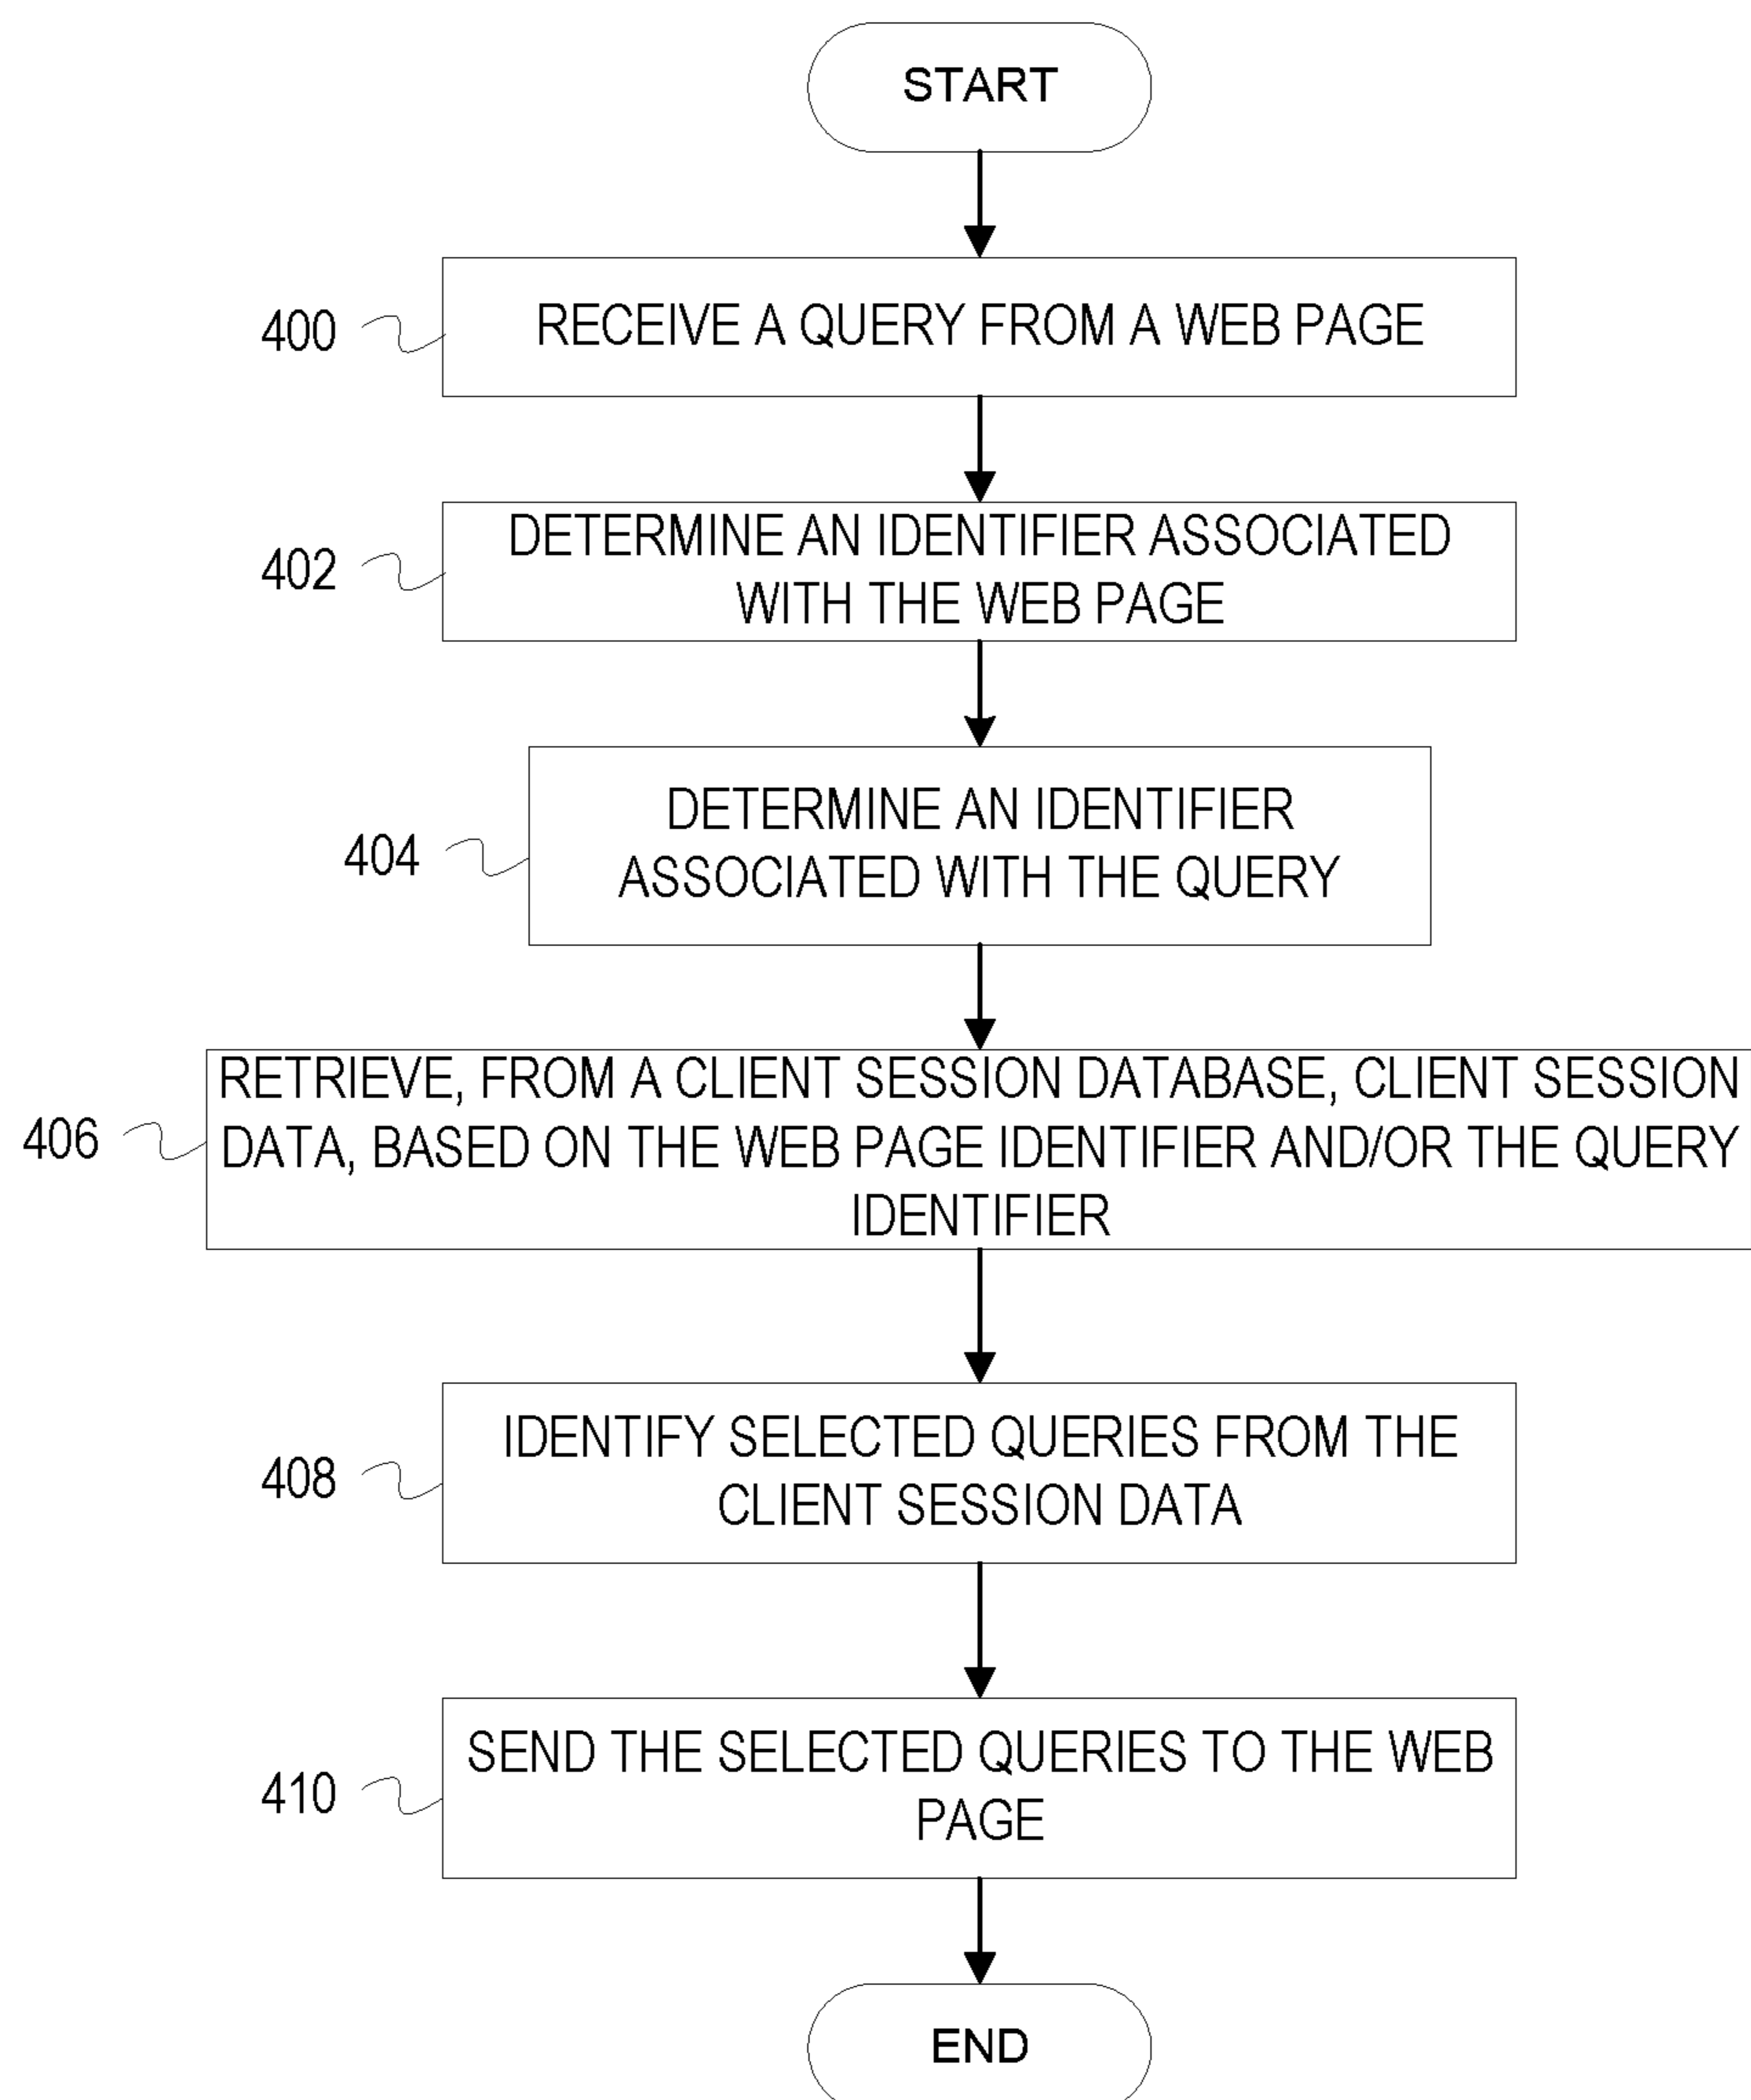 START
400
RECEIVE A QUERY FROM A WEB PAGE
402
DETERMINE AN IDENTIFIER ASSOCIATED
WITH THE WEB PAGE
404
DETERMINE AN IDENTIFIER
ASSOCIATED WITH THE QUERY
406
RETRIEVE, FROM A CLIENT SESSION DATABASE, CLIENT SESSION
DATA, BASED ON THE WEB PAGE IDENTIFIER AND/OR THE QUERY
IDENTIFIER
408
IDENTIFY SELECTED QUERIES FROM THE
CLIENT SESSION DATA
410
SEND THE SELECTED QUERIES TO THE WEB
PAGE
END